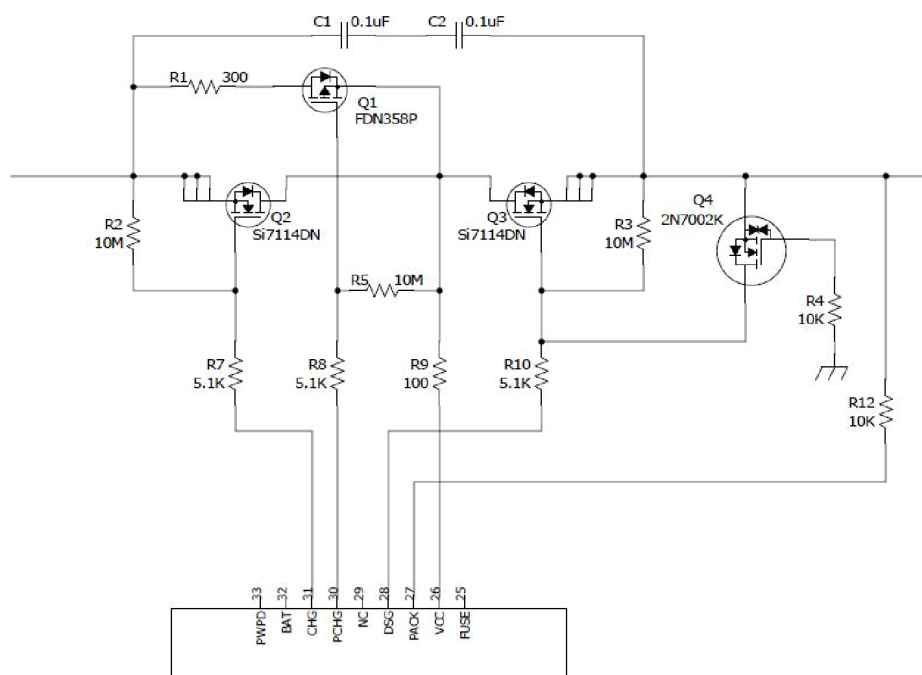 C1 0.1uF C2 0.1uF
R1 300
Q1
FDN358P
Q4
2N7002K
R2
10M
Q2
Si7114DN
Q3
Si7114DN
R3
10M
R5 10M
R4
10K
R7
5.1K
R8
5.1K
R9
100
R10
5.1K
R12
10K
33 32 31 30 29 28 27 26 25
PWPD BAT CHG PCHG NC DSG PACK VCC FUSE